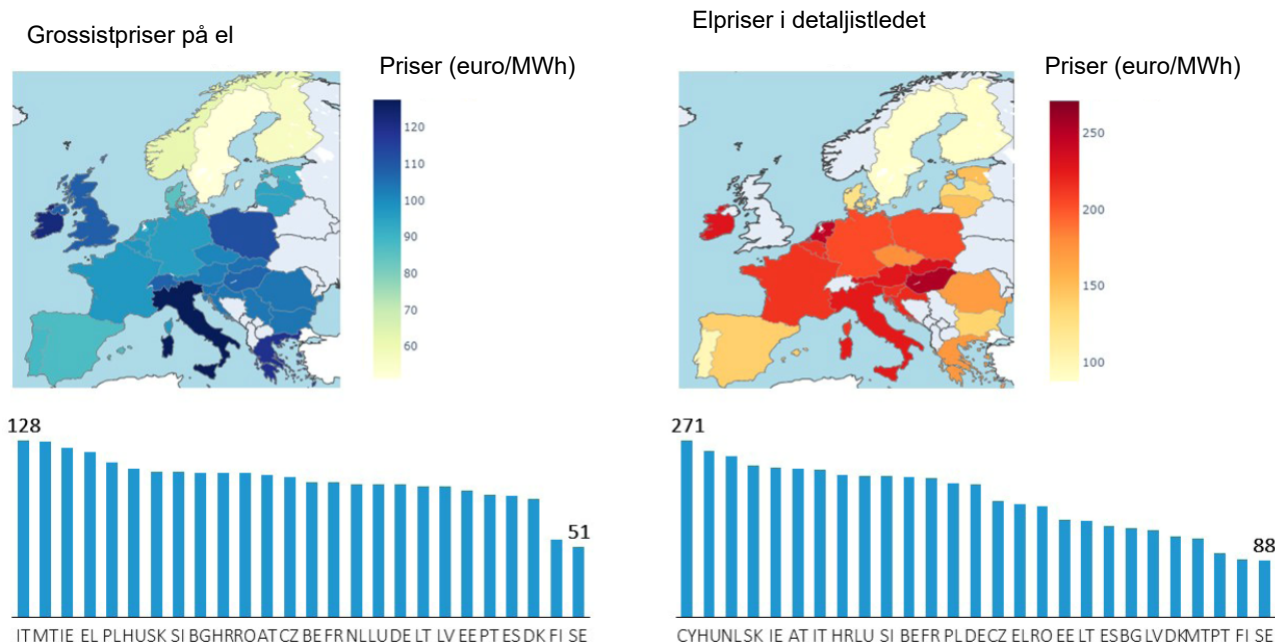 Grossistpriser på el
Priser (euro/MWh)
120
110
100
90
80
70
60
128
51
IT MT IE EL PL HU SK SI BG HR RO AT CZ BE FR NL LU DE LT LV EE PT ES DK FI SE
Elpriser i detaljistledet
Priser (euro/MWh)
250
200
150
100
271
88
CY HU NL SK IE AT IT HR LU SI BE FR PL DE CZ EL RO EE LT ES BG LV DK MT PT FI SE